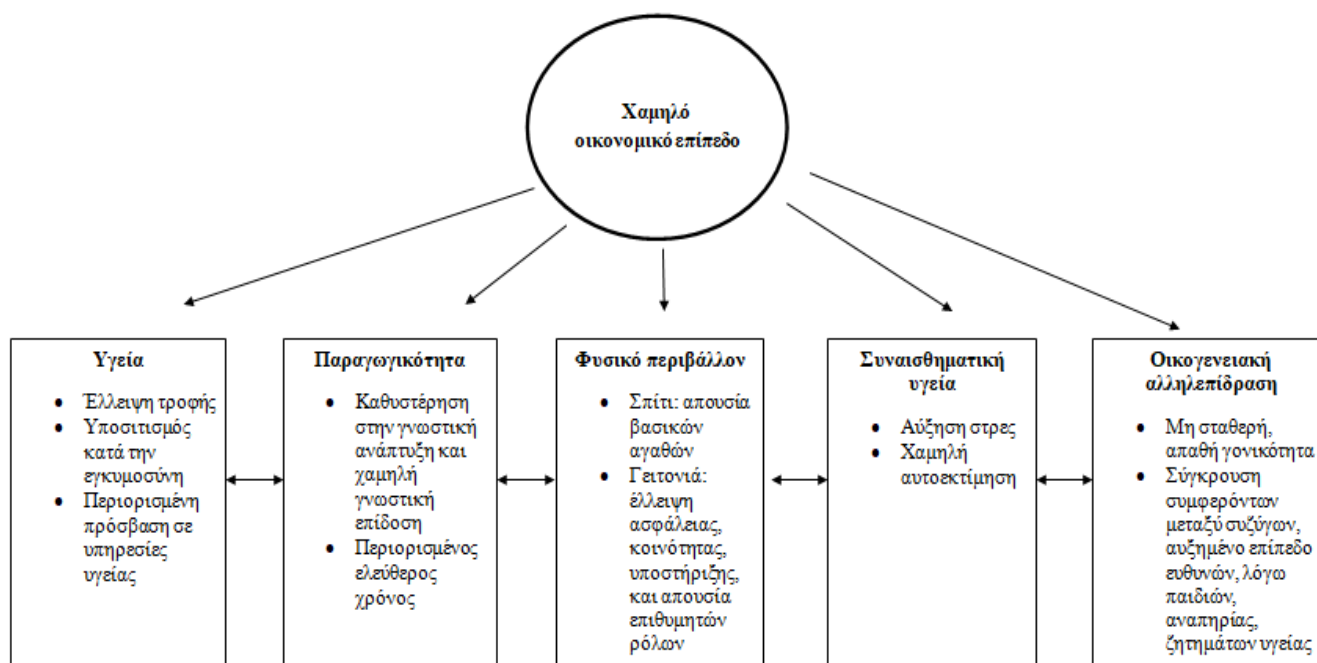 Χαμηλό
οικονομικό επίπεδο
Υγεία
• Έλλειψη τροφής
• Υποσιτισμός
κατά την
εγκυμοσύνη
• Περιορισμένη
πρόσβαση σε
υπηρεσίες
υγείας
Παραγωγικότητα
• Καθυστέρηση
στην γνωστική
ανάπτυξη και
χαμηλή
γνωστική
επίδοση
• Περιορισμένος
ελεύθερος
χρόνος
Φυσικό περιβάλλον
• Σπίτι: απουσία
βασικών
αγαθών
• Γειτονιά:
έλλειψη
ασφάλειας,
κοινότητας,
υποστήριξης,
και απουσία
επιθυμητών
ρόλων
Συναισθηματική
υγεία
• Αύξηση στρες
• Χαμηλή
αυτοεκτίμηση
Οικογενειακή
αλληλεπίδραση
• Μη σταθερή,
απαθή γονικότητα
• Σύγκρουση
συμφερόντων
μεταξύ συζύγων,
αυξημένο επίπεδο
ευθυνών, λόγω
παιδιών,
αναπηρίας,
ζητημάτων υγείας